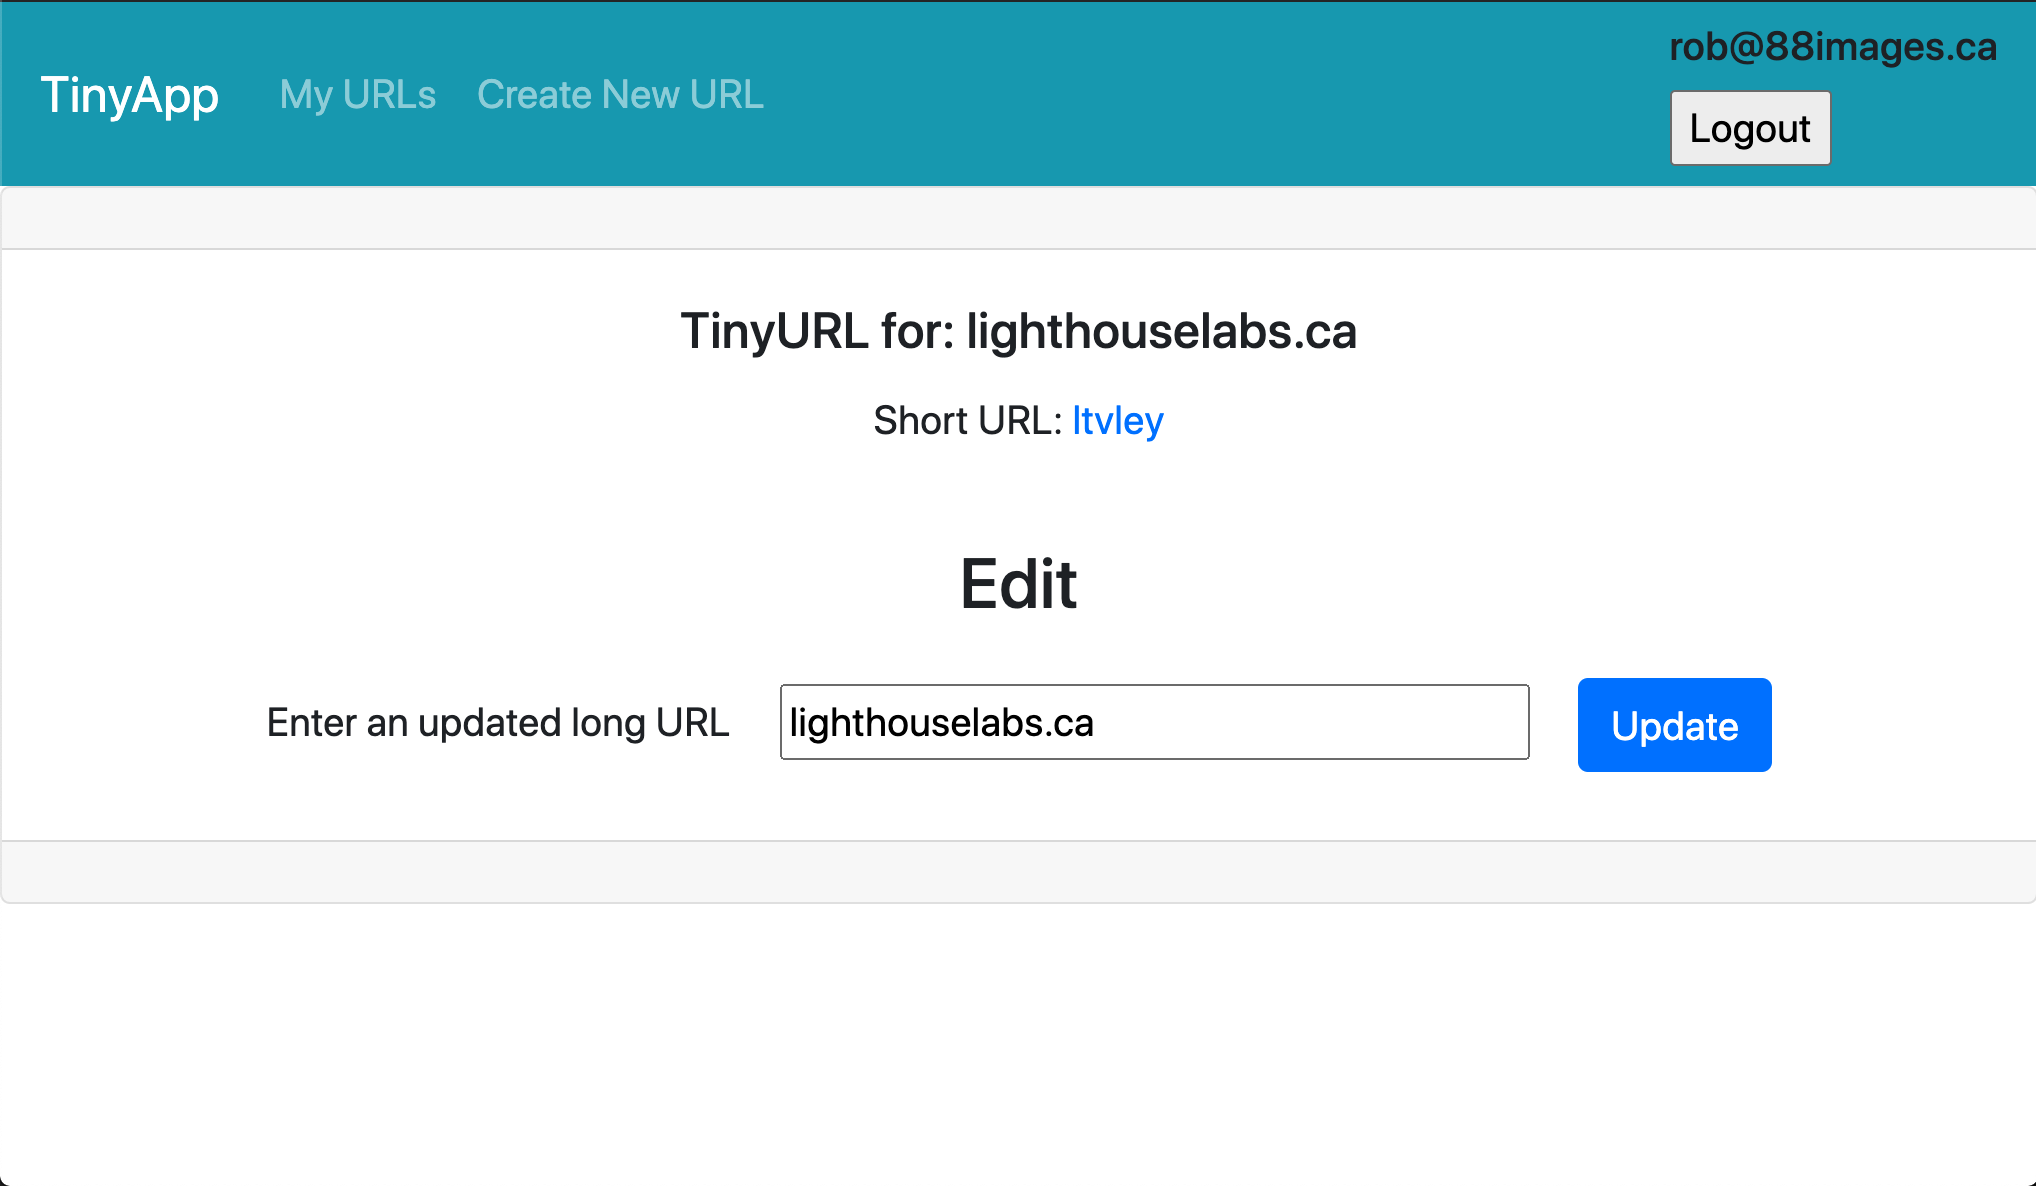 TinyApp My URLs Create New URL
rob@88images.ca
Logout
TinyURL for: lighthouselabs.ca
Short URL: ltvley
Edit
Enter an updated long URL lighthouselabs.ca Update